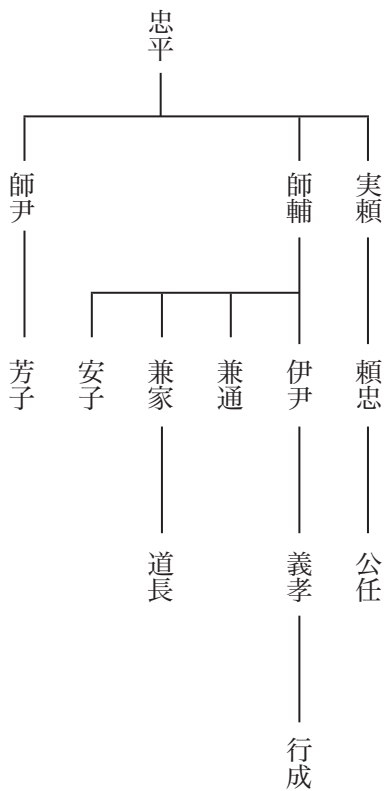 忠平
実頼
師輔
師尹
頼忠
伊尹
兼通
兼家
安子
芳子
公任
義孝
道長
行成